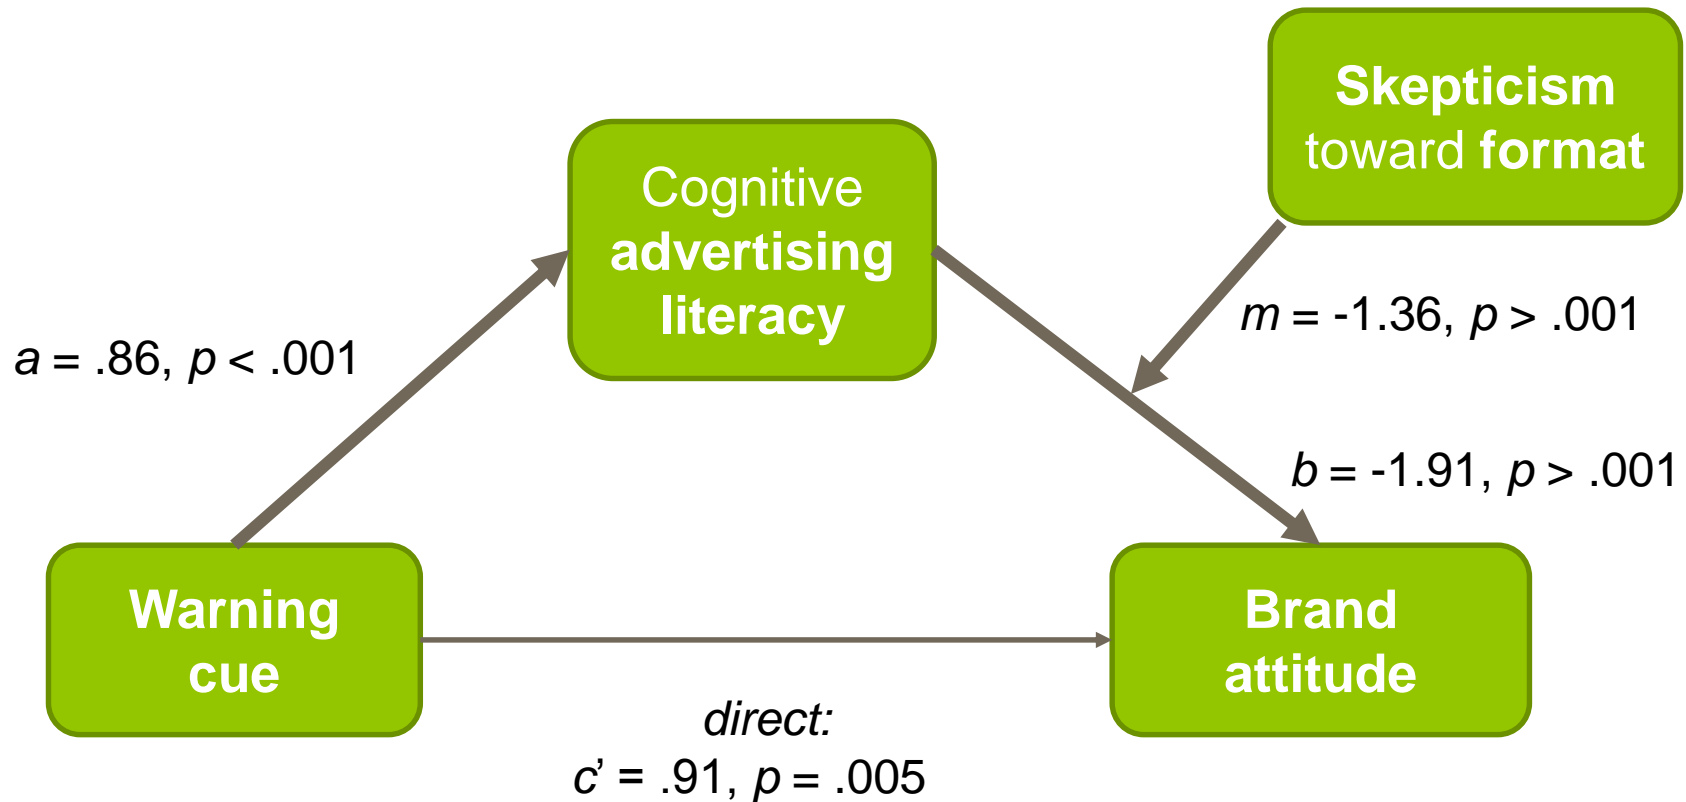 Skepticism
toward format
Cognitive
advertising
literacy
m = -1.36, p > .001
a = .86, p < .001
b = -1.91, p > .001
Warning
cue
Brand
attitude
direct:
c’ = .91, p = .005